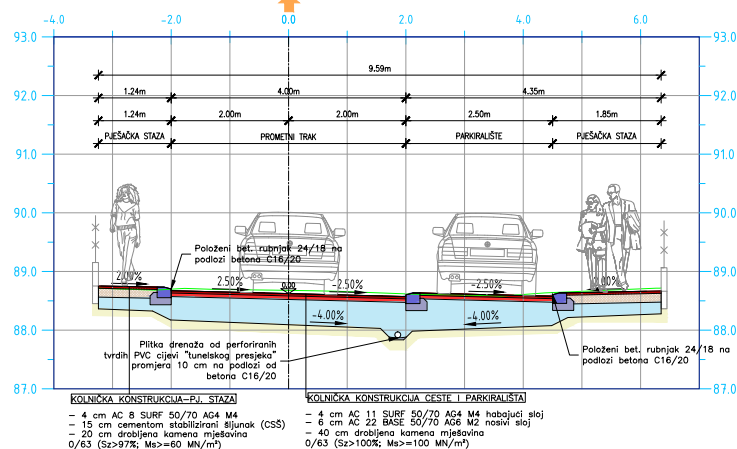 -4.0 -2.0 0.0 2.0 4.0 6.0
93.0 93.0
9.59m
92.0 92.0
1.24m 4.00m 4.35m
1.24m 2.00m 2.00m 2.50m 1.85m
PJEŠAČKA STAZA PROMETNI TRAK PARKIRALIŠTE PJEŠAČKA STAZA
91.0 91.0
90.0 90.0
Položeni bet. rubnjak 24/18 na
podlozi betona C16/20
89.0 89.0
2.00% 2.50% 0.00 -2.50% -2.50%
-4.00% -4.00%
88.0 88.0
Plitka drenaža od perforiranih
tvrdih PVC cijevi "tunelskog presjeka"
promjera 10 cm na podlozi od
betona C16/20
Položeni bet. rubnjak 24/18 na
podlozi betona C16/20
87.0 87.0
KOLNIČKA KONSTRUKCIJA-PJ. STAZA
- 4 cm AC 8 SURF 50/70 AG4 M4
- 15 cm cementom stabilizirani šljunak (CSŠ)
- 20 cm drobljena kamena mješavina
0/63 (Sz>97%; Ms>=60 MN/m²)
KOLNIČKA KONSTRUKCIJA CESTE I PARKIRALIŠTA
- 4 cm AC 11 SURF 50/70 AG4 M4 habajući sloj
- 6 cm AC 22 BASE 50/70 AG6 M2 nosivi sloj
- 40 cm drobljena kamena mješavina
0/63 (Sz>100%; Ms>=100 MN/m²)